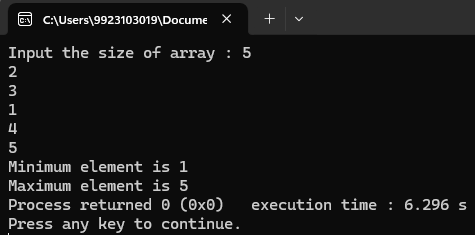 C:\Users\9923103019\Docume
Input the size of array : 5
2
3
1
4
5
Minimum element is 1
Maximum element is 5
Process returned 0 (0x0)   execution time : 6.296 s
Press any key to continue.